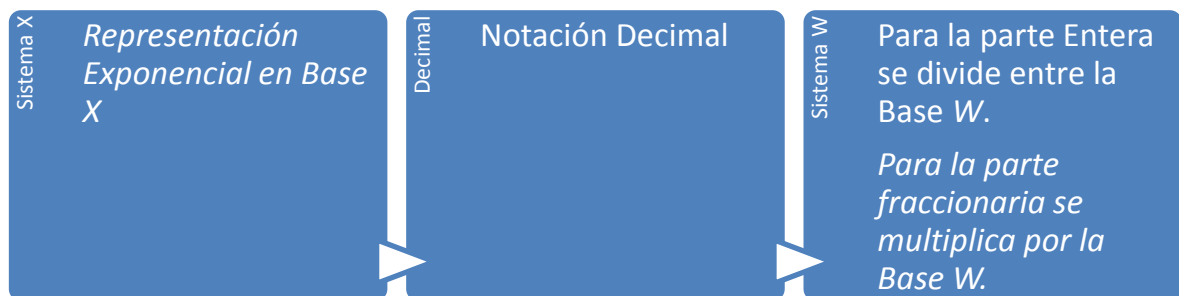 Sistema X
Representación
Exponencial en Base
X
Decimal
Notación Decimal
Sistema W
Para la parte Entera
se divide entre la
Base W.
Para la parte
fraccionaria se
multiplica por la
Base W.